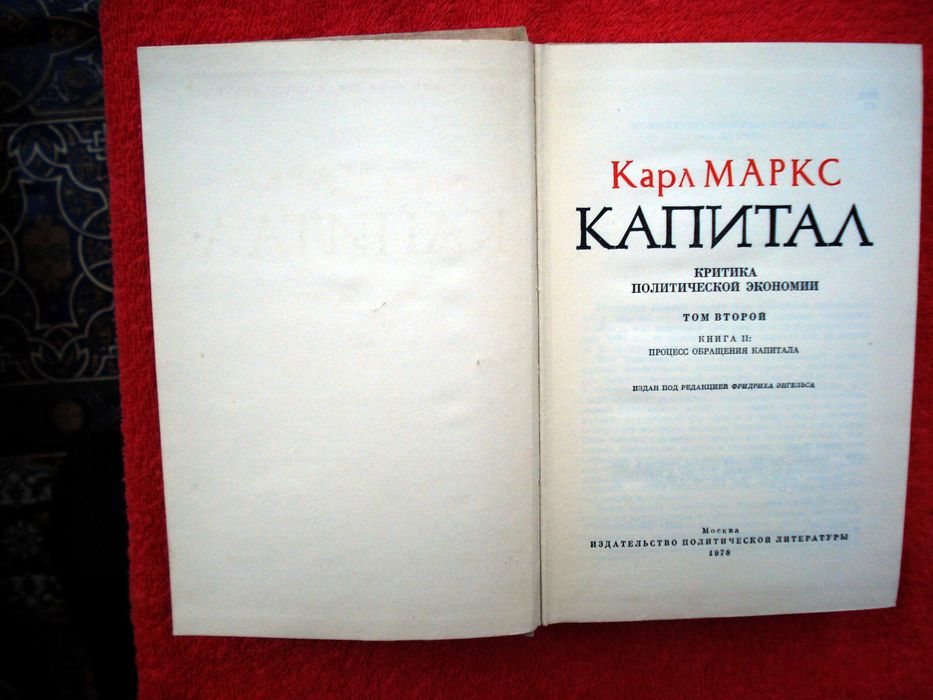 Карл МАРКС
КАПИТАЛ
КРИТИКА
ПОЛИТИЧЕСКОЙ ЭКОНОМИИ
ТОМ ВТОРОЙ
КНИГА II:
ПРОЦЕСС ОБРАЩЕНИЯ КАПИТАЛА
ИЗДАН ПОД РЕДАКЦИЕЙ ФРИДРИХА ЭНГЕЛЬСА
Москва
ИЗДАТЕЛЬСТВО ПОЛИТИЧЕСКОЙ ЛИТЕРАТУРЫ
1978